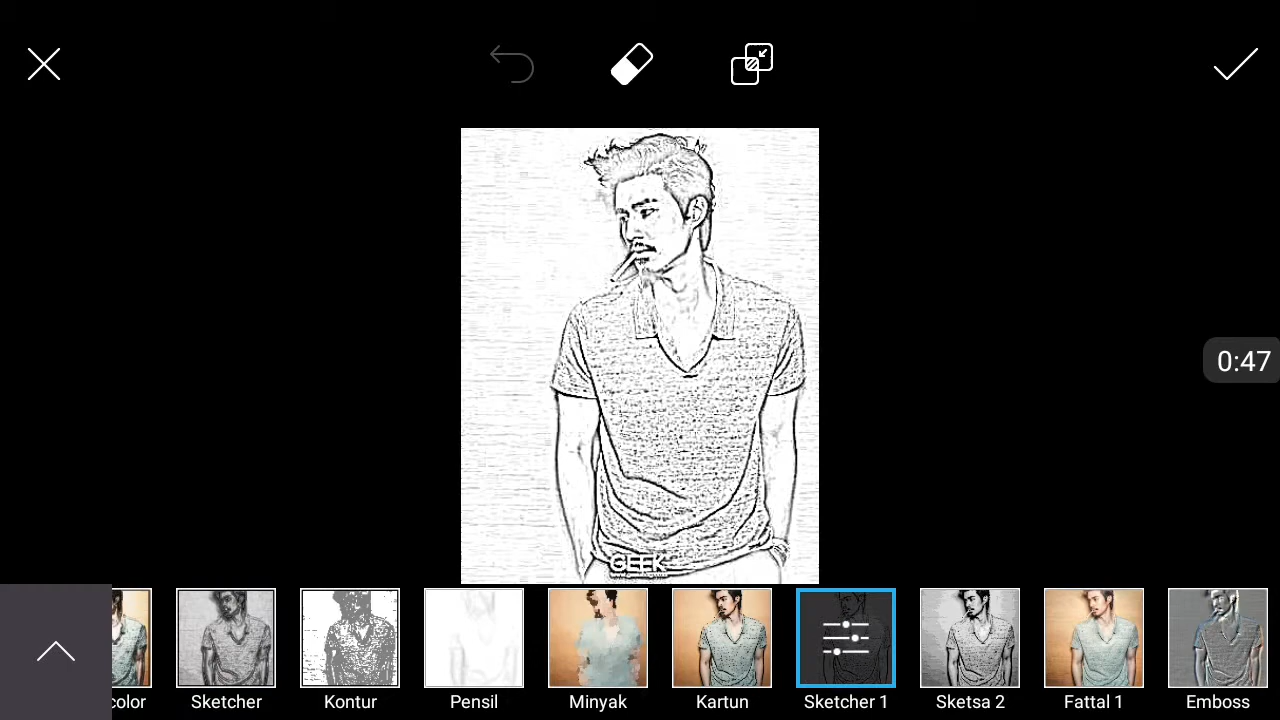 0:47
GEEK
color
Sketcher
Kontur
Pensil
Minyak
Kartun
Sketcher 1
Sketsa 2
Fattal 1
Emboss